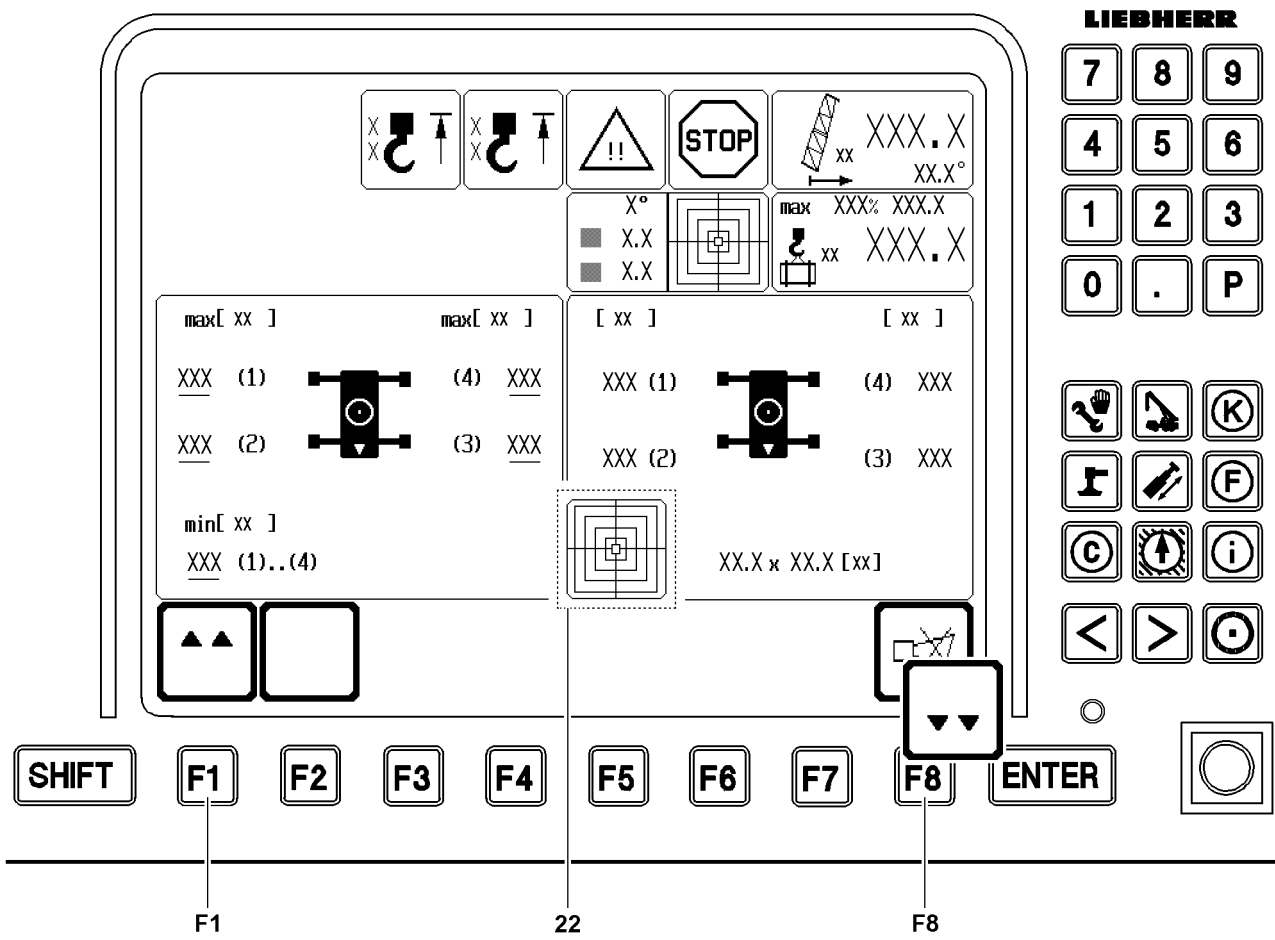 LIEBHERR
7 8 9
4 5 6
1 2 3
0 . P
X
X
X
X
!!
STOP
xx XXX.X
XX.X°
X°
X.X
X.X
max XXX% XXX.X
xx XXX.X
max[ xx ] max[ xx ]
XXX (1) (4) XXX
XXX (2) (3) XXX
min[ xx ]
XXX (1)..(4)
[ xx ] [ xx ]
XXX (1) (4) XXX
XXX (2) (3) XXX
XX.X x XX.X [xx]
K
F
C i
< >
SHIFT F1 F2 F3 F4 F5 F6 F7 F8 ENTER
F1 22 F8